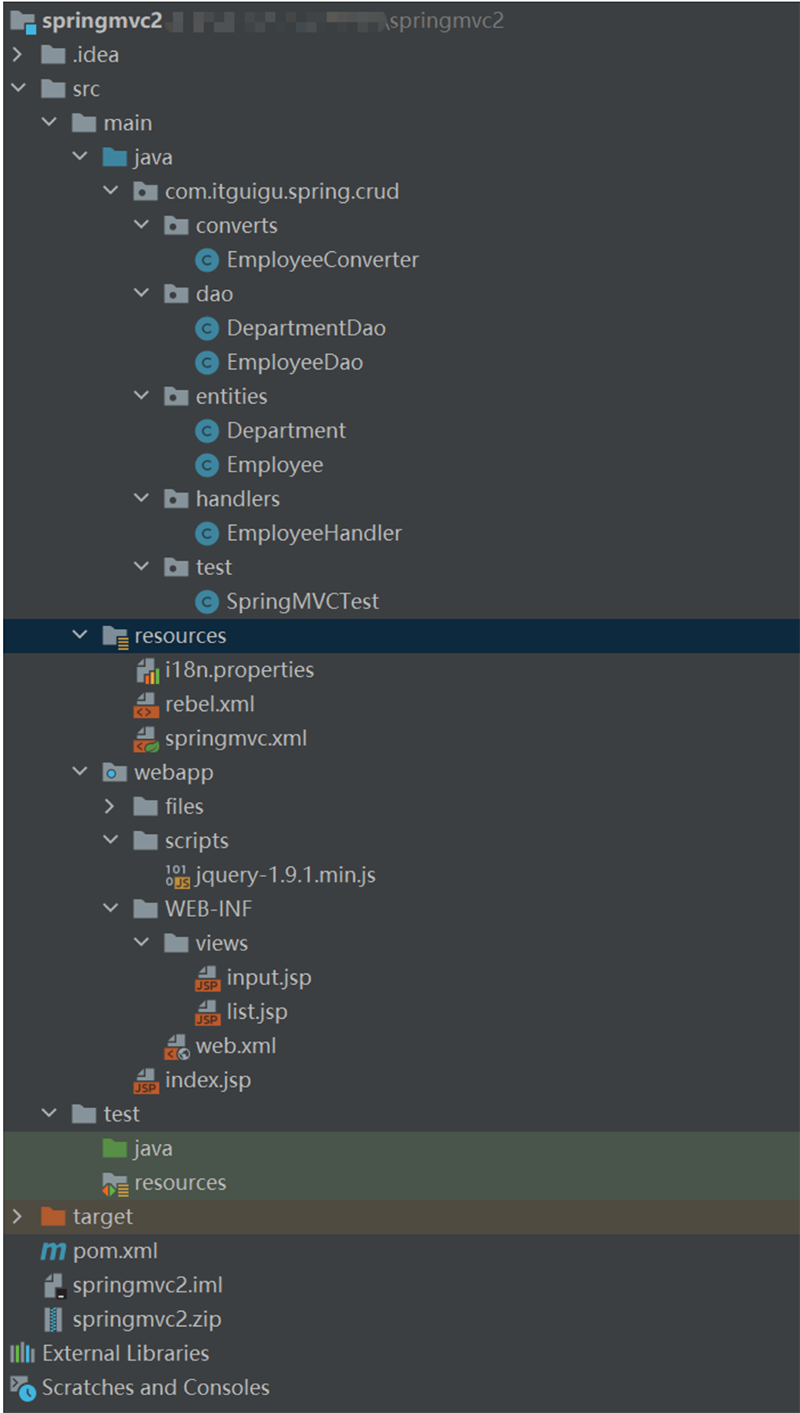 springmvc2 \springmvc2
.idea
src
main
java
com.itguigu.spring.crud
converts
EmployeeConverter
dao
DepartmentDao
EmployeeDao
entities
Department
Employee
handlers
EmployeeHandler
test
SpringMVCTest
resources
i18n.properties
rebel.xml
springmvc.xml
webapp
files
scripts
jquery-1.9.1.min.js
WEB-INF
views
input.jsp
list.jsp
web.xml
index.jsp
test
java
resources
target
pom.xml
springmvc2.iml
springmvc2.zip
External Libraries
Scratches and Consoles